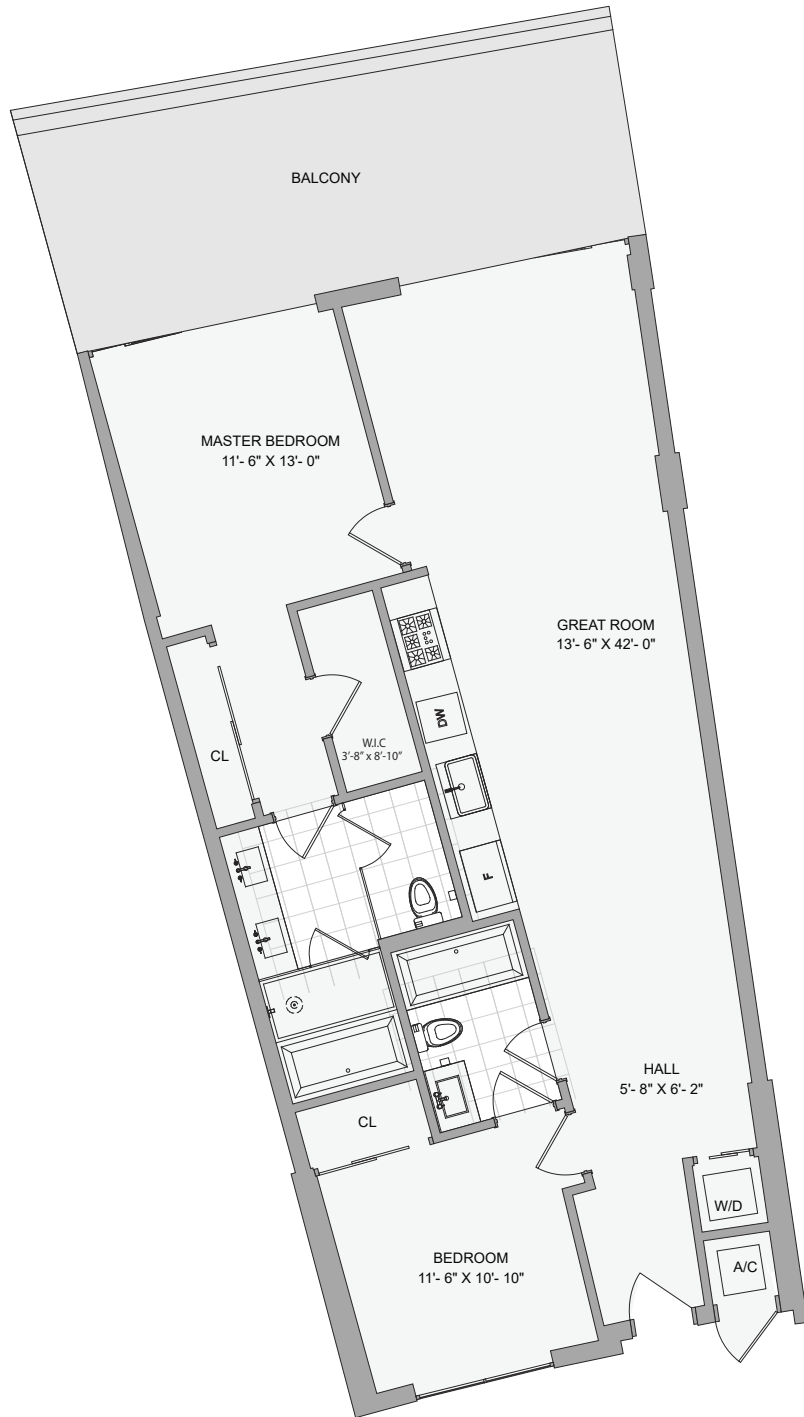 BALCONY
MASTER BEDROOM
11'- 6" X 13'- 0"
GREAT ROOM
13'- 6" X 42'- 0"
DW
W.I.C
3'-8" x 8'-10"
CL
F
HALL
5'- 8" X 6'- 2"
CL
W/D
BEDROOM
11'- 6" X 10'- 10"
A/C